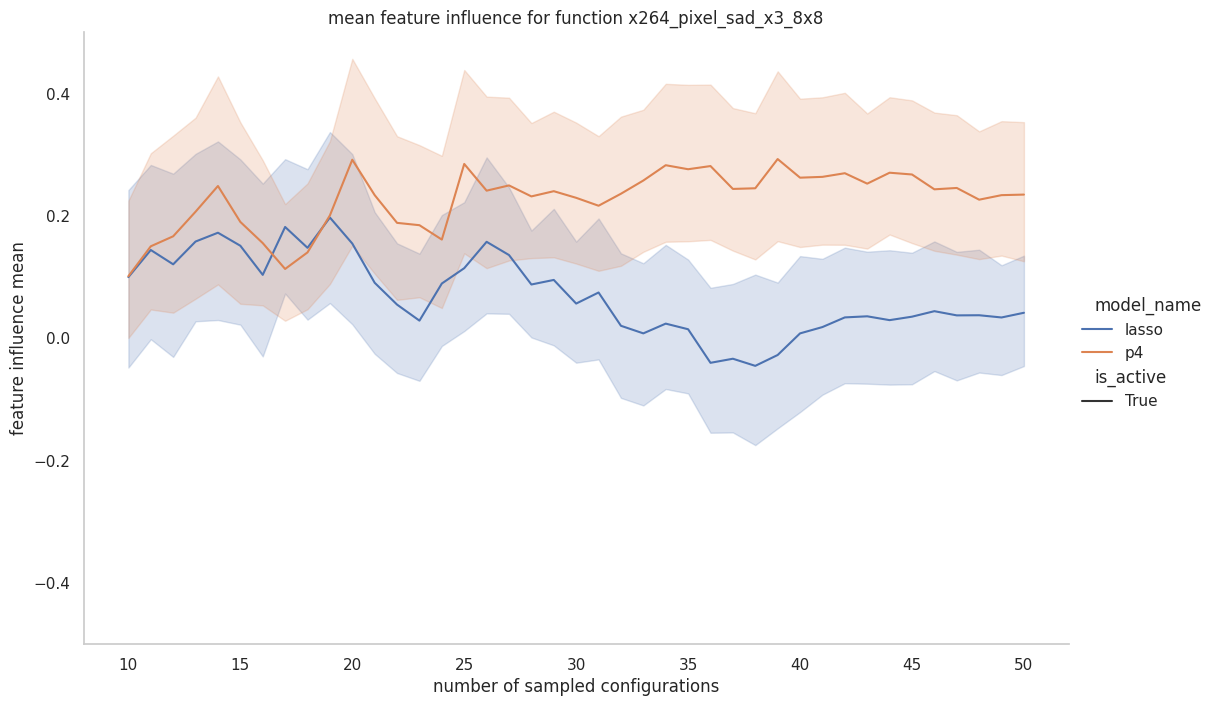 mean feature influence for function x264_pixel_sad_x3_8x8
feature influence mean
0.4
0.2
0.0
−0.2
−0.4
10 15 20 25 30 35 40 45 50
number of sampled configurations
model_name
lasso
p4
is_active
True